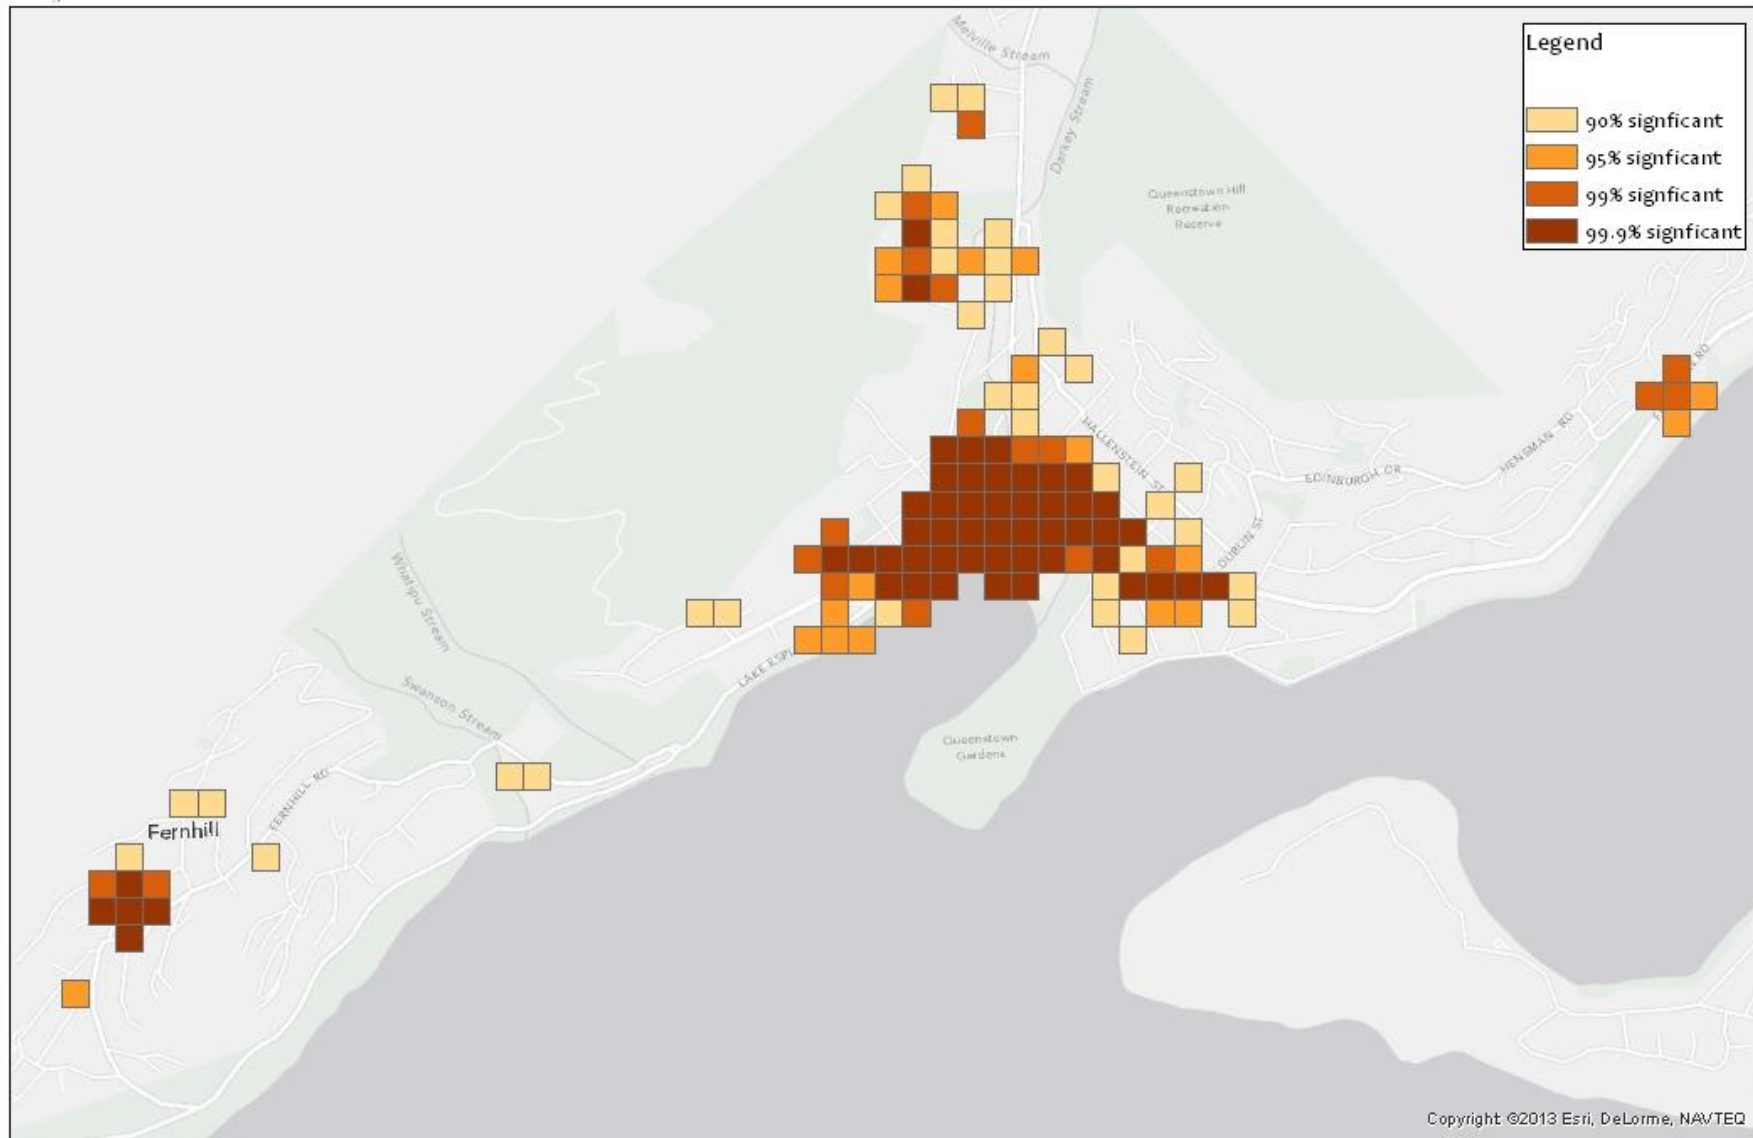 Legend
90% signficant
95% signficant
99% signficant
99.9% signficant
Melville Stream
Darkey Stream
Queenstown Hill
Recreation
Reserve
HALLENSTEIN ST
EDINBURGH DR
HENSMAN RD
RD
DUBLIN ST
Whatipu Stream
Swanson Stream
LAKE ESPL
Queenstown
Gardens
FERNHILL RD
Fernhill
Copyright ©2013 Esri, DeLorme, NAVTEQ